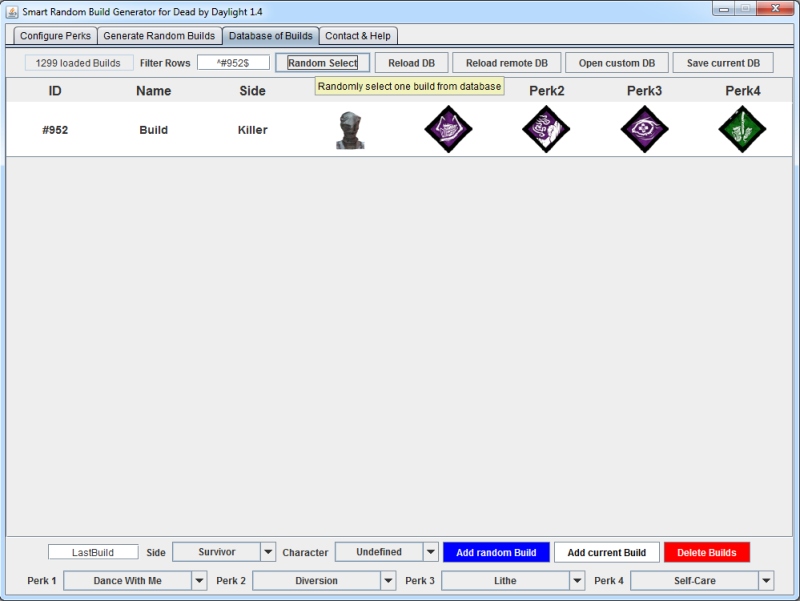 Smart Random Build Generator for Dead by Daylight 1.4
Configure Perks Generate Random Builds Database of Builds Contact & Help
1299 loaded Builds Filter Rows ^#952$ Random Select Reload DB Reload remote DB Open custom DB Save current DB
Randomly select one build from database
ID Name Side Perk2 Perk3 Perk4
#952 Build Killer
LastBuild Side Survivor Character Undefined Add random Build Add current Build Delete Builds
Perk 1 Dance With Me Perk 2 Diversion Perk 3 Lithe Perk 4 Self-Care